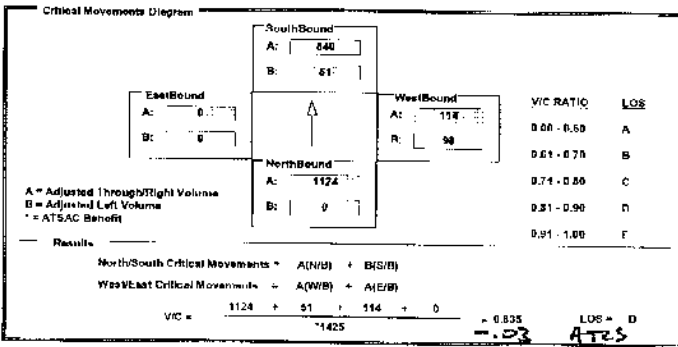 Critical Movements Diagram
SouthBound
A: 840
B: 51
EastBound
A: 0
B: 0
WestBound
A: 114
B: 98
NorthBound
A: 1124
B: 0
V/C RATIO LOS
0.00 - 0.60 A
0.61 - 0.70 B
0.71 - 0.80 C
0.81 - 0.90 D
0.91 - 1.00 E
A = Adjusted Through/Right Volume
B = Adjusted Left Volume
* = ATSAC Benefit
Results
North/South Critical Movements = A(N/B) + B(S/B)
West/East Critical Movements = A(W/B) + A(E/B)
V/C = 1124 + 51 + 114 + 0
*1425
= 0.835 LOS = D
-.03 ATCS